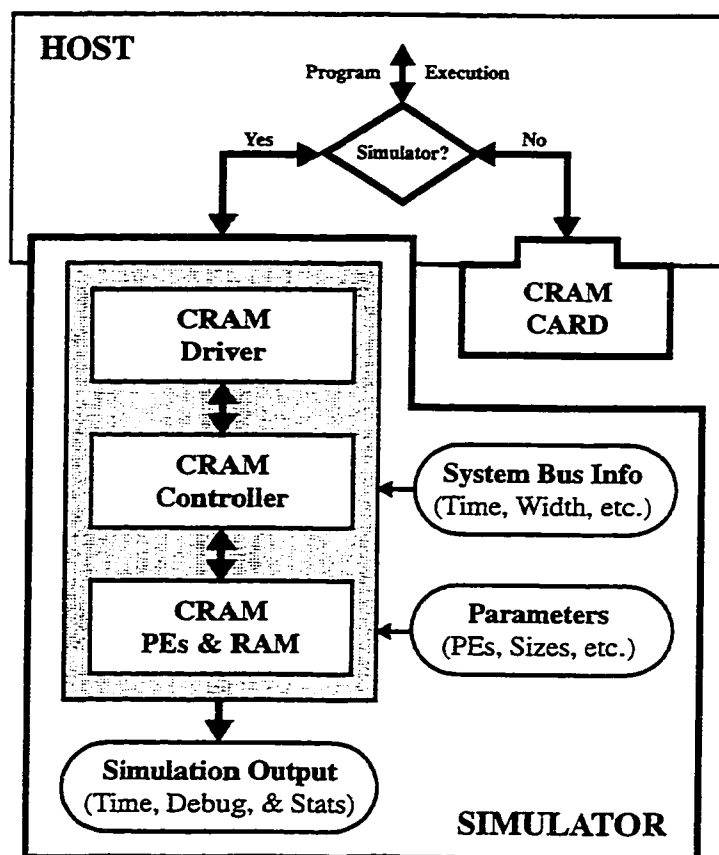 HOST
Program Execution
Simulator?
Yes
No
CRAM
CARD
CRAM
Driver
CRAM
Controller
System Bus Info
(Time, Width, etc.)
CRAM
PEs & RAM
Parameters
(PEs, Sizes, etc.)
Simulation Output
(Time, Debug, & Stats)
SIMULATOR